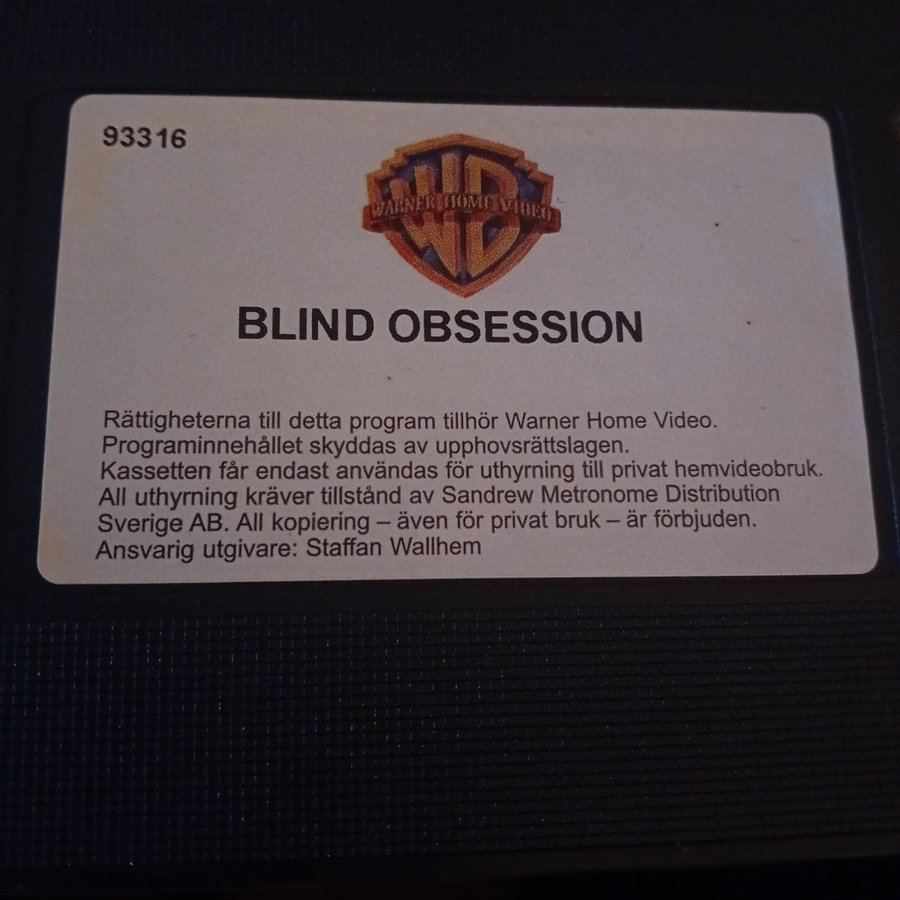 93316
WB
WARNER HOME VIDEO
BLIND OBSESSION
Rättigheterna till detta program tillhör Warner Home Video.
Programinnehållet skyddas av upphovsrättslagen.
Kassetten får endast användas för uthyrning till privat hemvideobruk.
All uthyrning kräver tillstånd av Sandrew Metronome Distribution
Sverige AB. All kopiering – även för privat bruk – är förbjuden.
Ansvarig utgivare: Staffan Wallhem